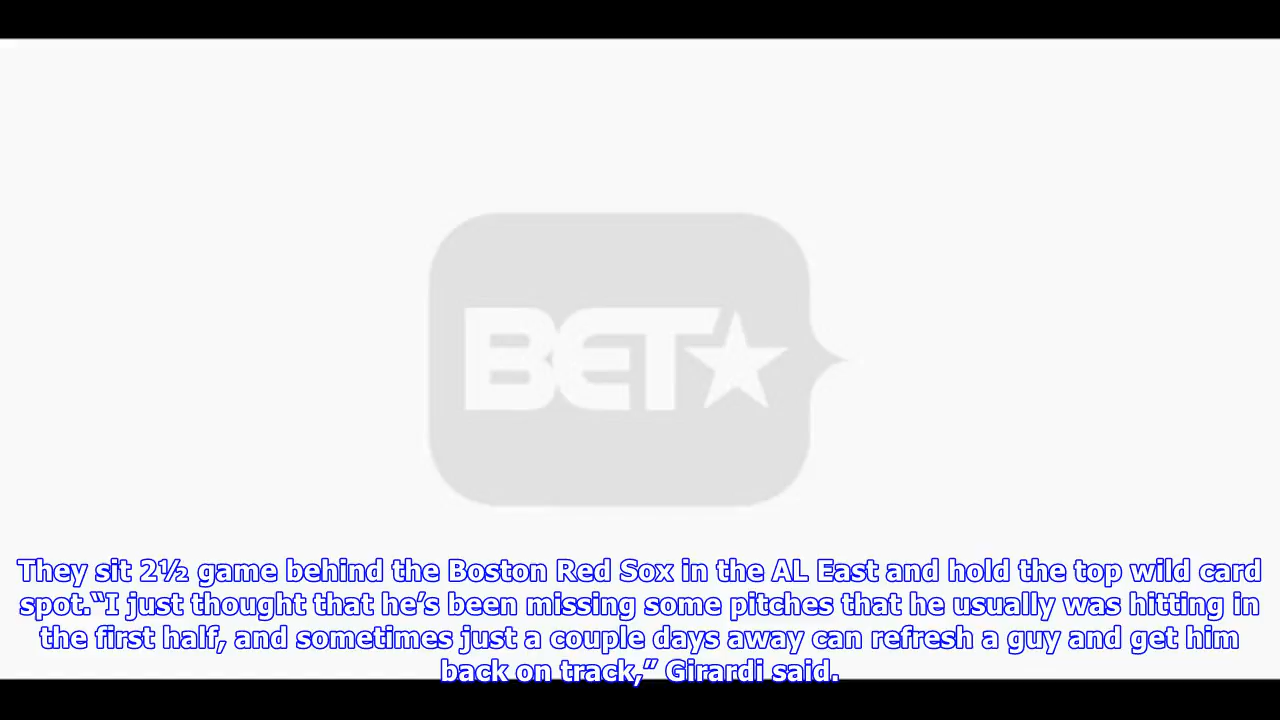 BET
They sit 2½ game behind the Boston Red Sox in the AL East and hold the top wild card
spot.“I just thought that he’s been missing some pitches that he usually was hitting in
the first half, and sometimes just a couple days away can refresh a guy and get him
back on track,” Girardi said.